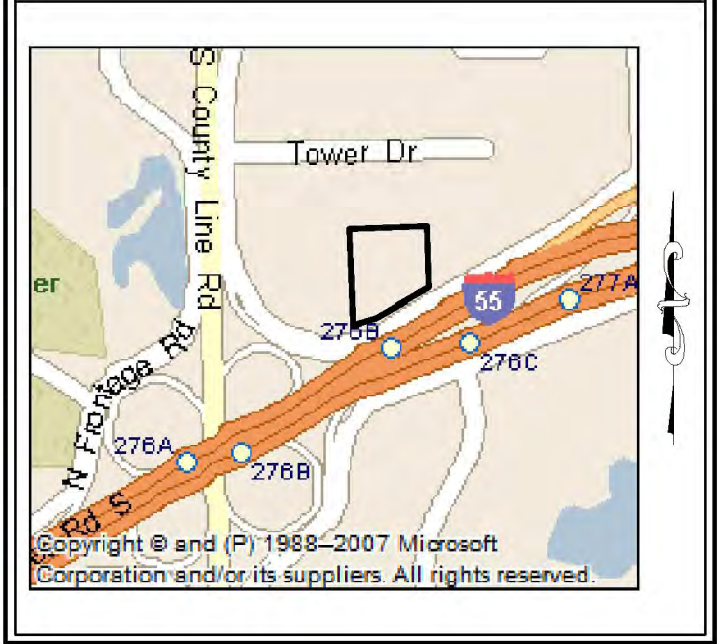 S County Line Rd
Tower Dr
er
55
277A
276B
276C
N Frontage Rd
276A
276B
Rd S
Copyright © and (P) 1988–2007 Microsoft
Corporation and/or its suppliers. All rights reserved.